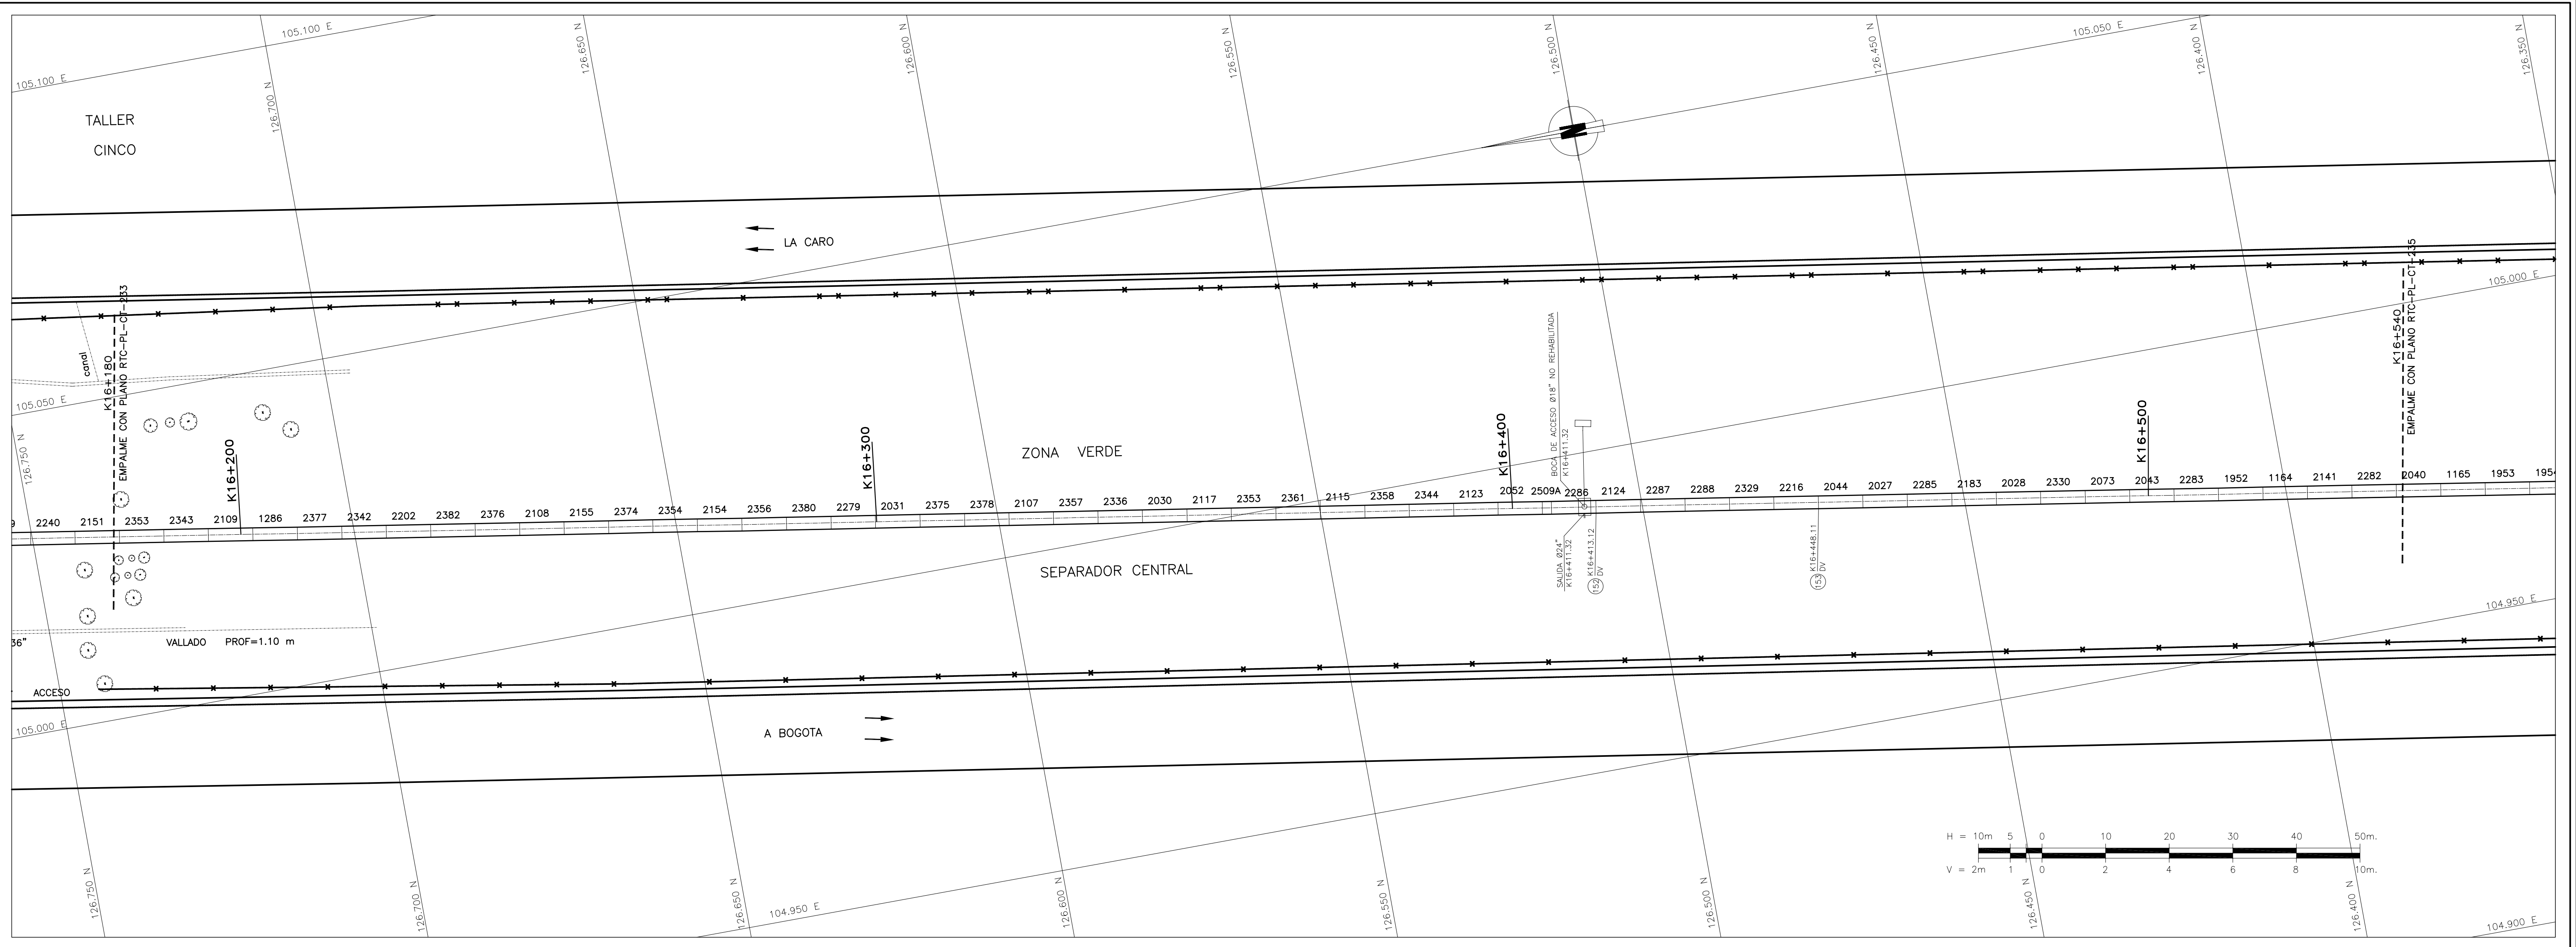 105.100 E
105.100 E
126.700 N
126.650 N
126.600 N
126.550 N
126.500 N
126.450 N
105.050 E
126.400 N
126.350 N
TALLER
CINCO
LA CARO
canal
K16+180
EMPALME CON PLANO RTC-PL-CT-233
105.050 E
126.750 N
K16+200
K16+300
ZONA VERDE
K16+400
BOCA DE ACCESO Ø18" NO REHABILITADA
K16+411.32
K16+500
K16+540
EMPALME CON PLANO RTC-PL-CT-235
105.000 E
9 2240 2151 2353 2343 2109 1286 2377 2342 2202 2382 2376 2108 2155 2374 2354 2154 2356 2380 2279 2031 2375 2378 2107 2357 2336 2030 2117 2353 2361 2115 2358 2344 2123 2052 2509A 2286 2124 2287 2288 2329 2216 2044 2027 2285 2183 2028 2330 2073 2043 2283 1952 1164 2141 2282 2040 1165 1953 1954
SEPARADOR CENTRAL
SALIDA Ø24"
K16+411.32
K16+413.12
152 DV
K16+448.11
153 DV
104.950 E
36"
VALLADO PROF=1.10 m
ACCESO
105.000 E
A BOGOTA
H = 10m 5 0 10 20 30 40 50m.
V = 2m 1 0 2 4 6 8 10m.
126.750 N
126.700 N
126.650 N
104.950 E
126.600 N
126.550 N
126.500 N
126.450 N
126.400 N
104.900 E
N